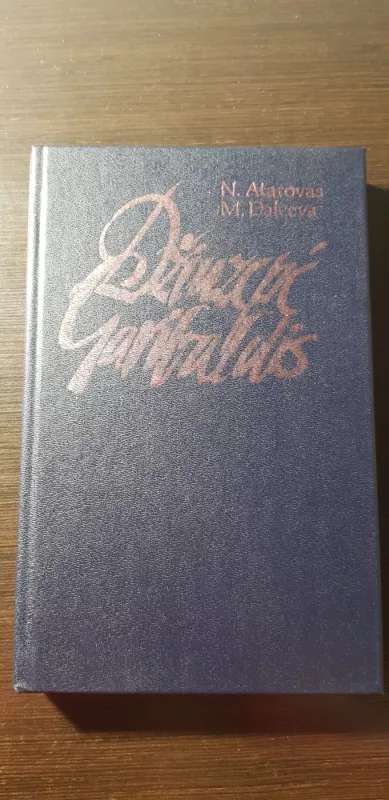 N. Atarovas
M. Dalceva
Džiuzepė
Garibaldis